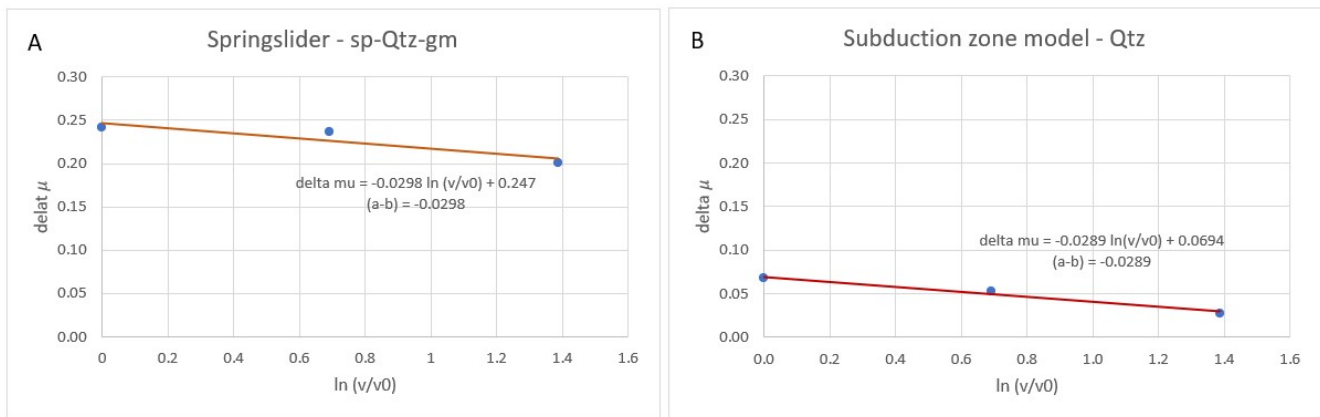 A
Springslider - sp-Qtz-gm
delat μ
0.30
0.25
0.20
0.15
0.10
0.05
0.00
delta mu = -0.0298 ln (v/v0) + 0.247
(a-b) = -0.0298
0 0.2 0.4 0.6 0.8 1 1.2 1.4 1.6
ln (v/v0)
B
Subduction zone model - Qtz
delta μ
0.30
0.25
0.20
0.15
0.10
0.05
0.00
delta mu = -0.0289 ln(v/v0) + 0.0694
(a-b) = -0.0289
0.0 0.2 0.4 0.6 0.8 1.0 1.2 1.4 1.6
ln (v/v0)